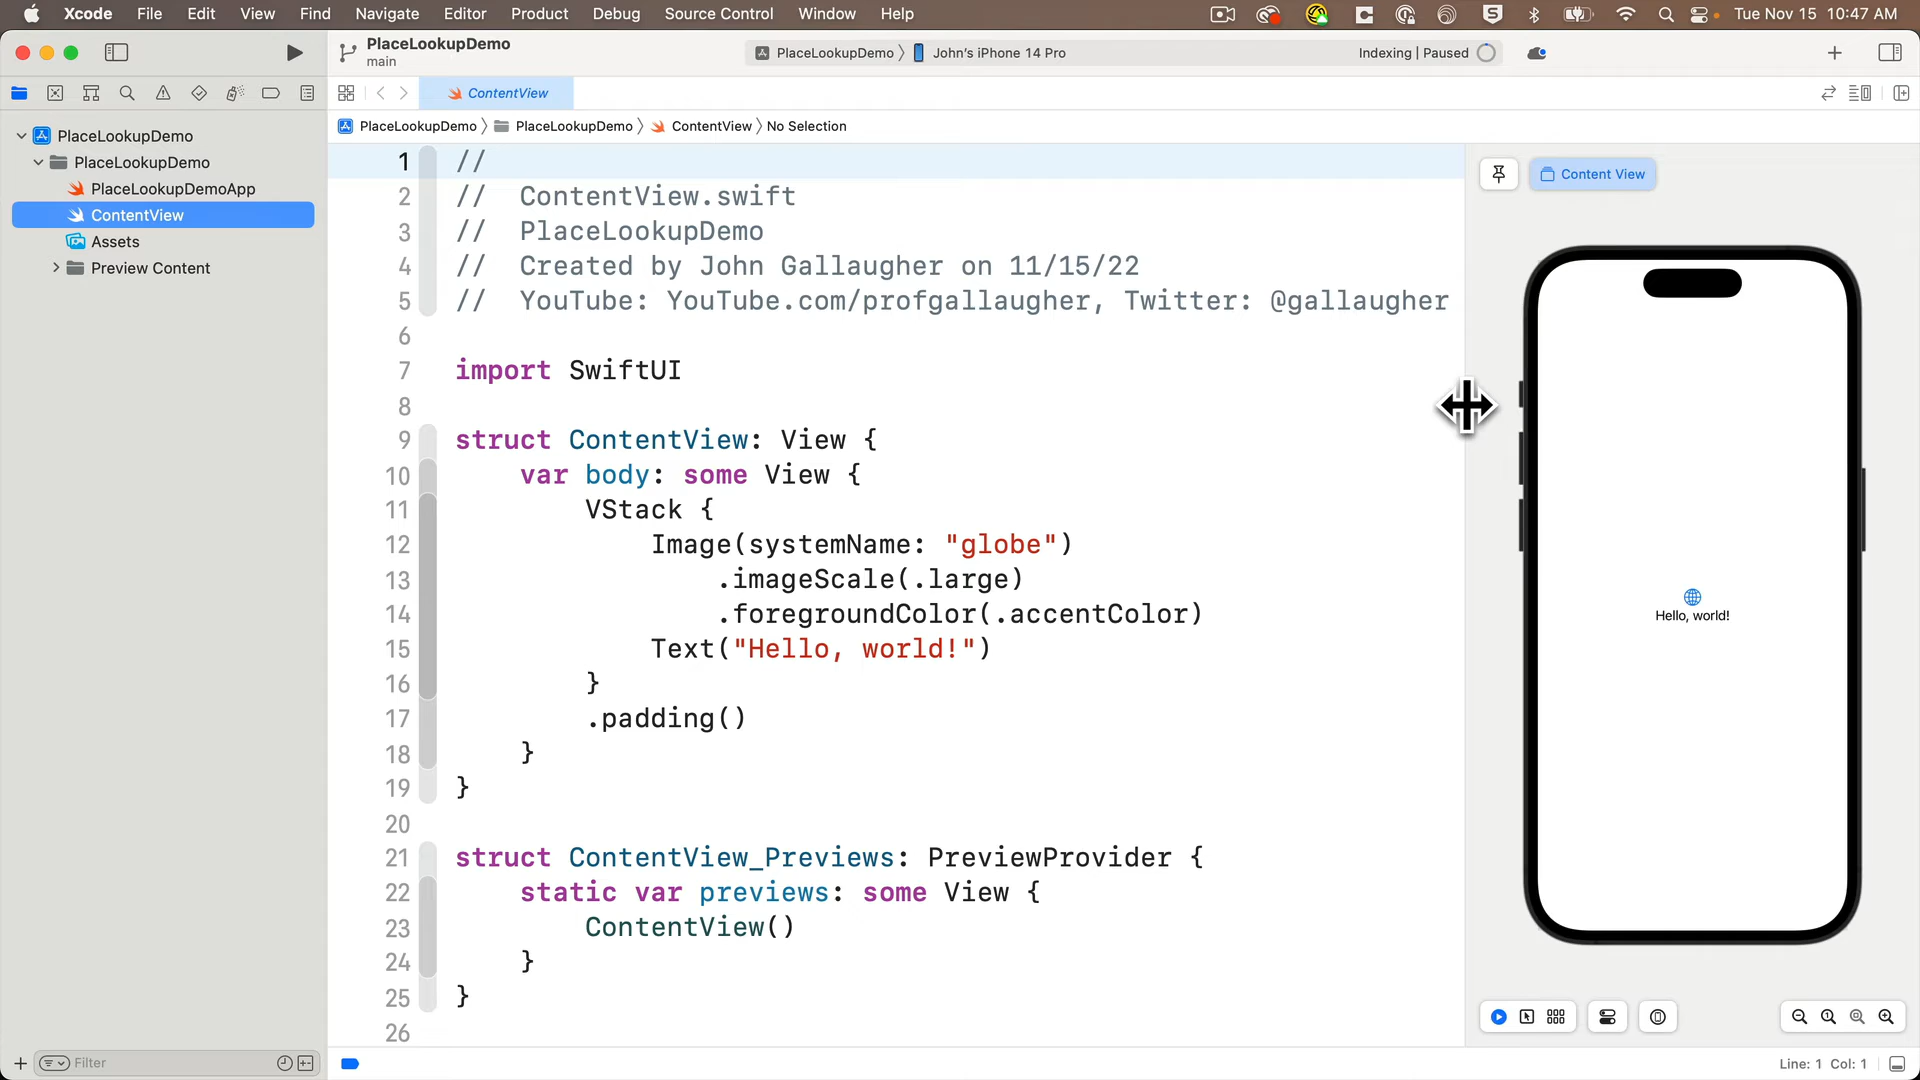 Xcode File Edit View Find Navigate Editor Product Debug Source Control Window Help Tue Nov 15 10:47 AM
PlaceLookupDemo
main
PlaceLookupDemo John's iPhone 14 Pro Indexing | Paused
ContentView
PlaceLookupDemo PlaceLookupDemo ContentView No Selection
PlaceLookupDemo
PlaceLookupDemo
PlaceLookupDemoApp
ContentView
Assets
Preview Content
1 //
2 // ContentView.swift
3 // PlaceLookupDemo
4 // Created by John Gallaugher on 11/15/22
5 // YouTube: YouTube.com/profgallaugher, Twitter: @gallaugher
6
7 import SwiftUI
8
9 struct ContentView: View {
10 var body: some View {
11 VStack {
12 Image(systemName: "globe")
13 .imageScale(.large)
14 .foregroundColor(.accentColor)
15 Text("Hello, world!")
16 }
17 .padding()
18 }
19 }
20
21 struct ContentView_Previews: PreviewProvider {
22 static var previews: some View {
23 ContentView()
24 }
25 }
26
Content View
Hello, world!
Filter
Line: 1 Col: 1